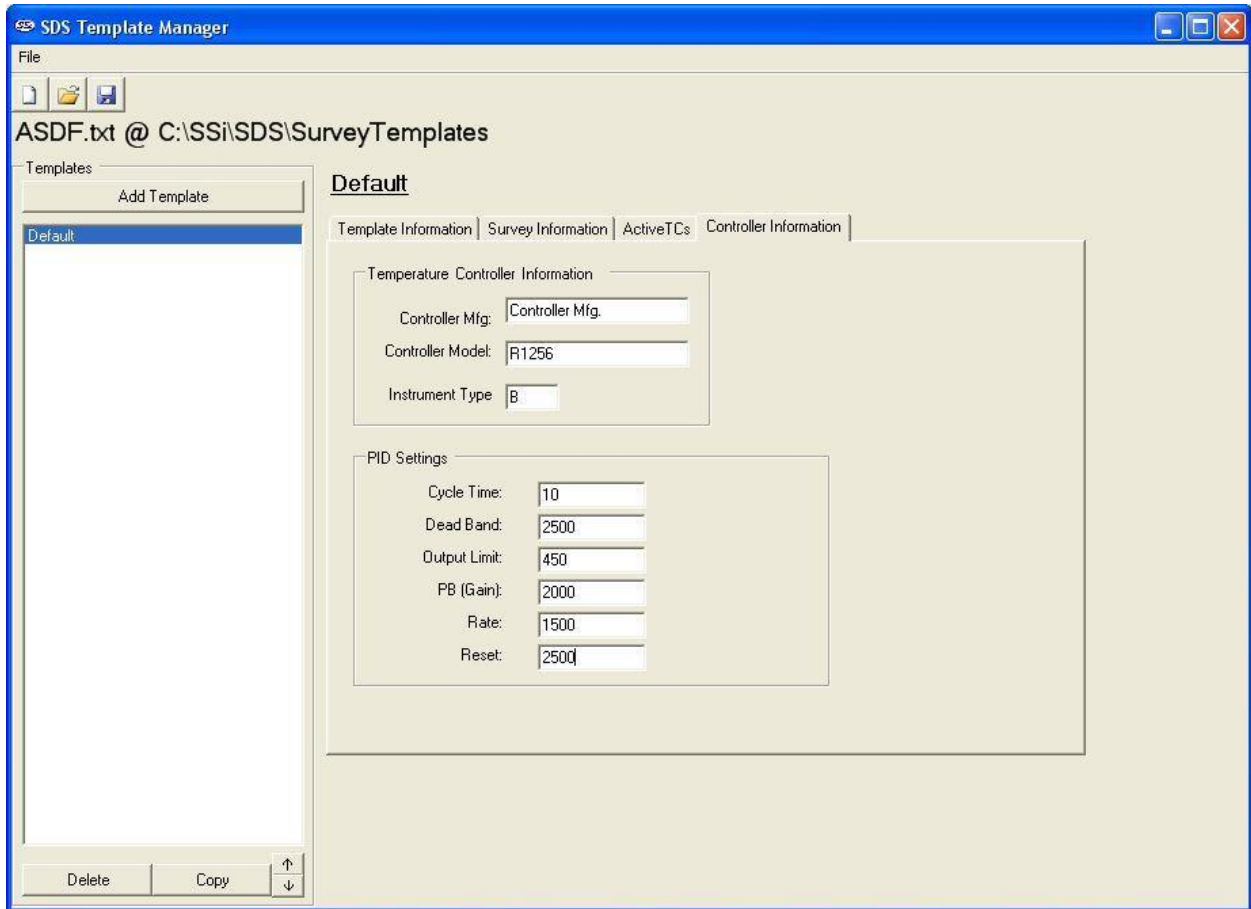 SDS Template Manager
File
ASDF.txt @ C:\SSi\SDS\SurveyTemplates
Templates
Add Template
Default
Delete
Copy
Default
Template Information
Survey Information
ActiveTCs
Controller Information
Temperature Controller Information
Controller Mfg: Controller Mfg.
Controller Model: R1256
Instrument Type B
PID Settings
Cycle Time: 10
Dead Band: 2500
Output Limit: 450
PB (Gain): 2000
Rate: 1500
Reset: 2500